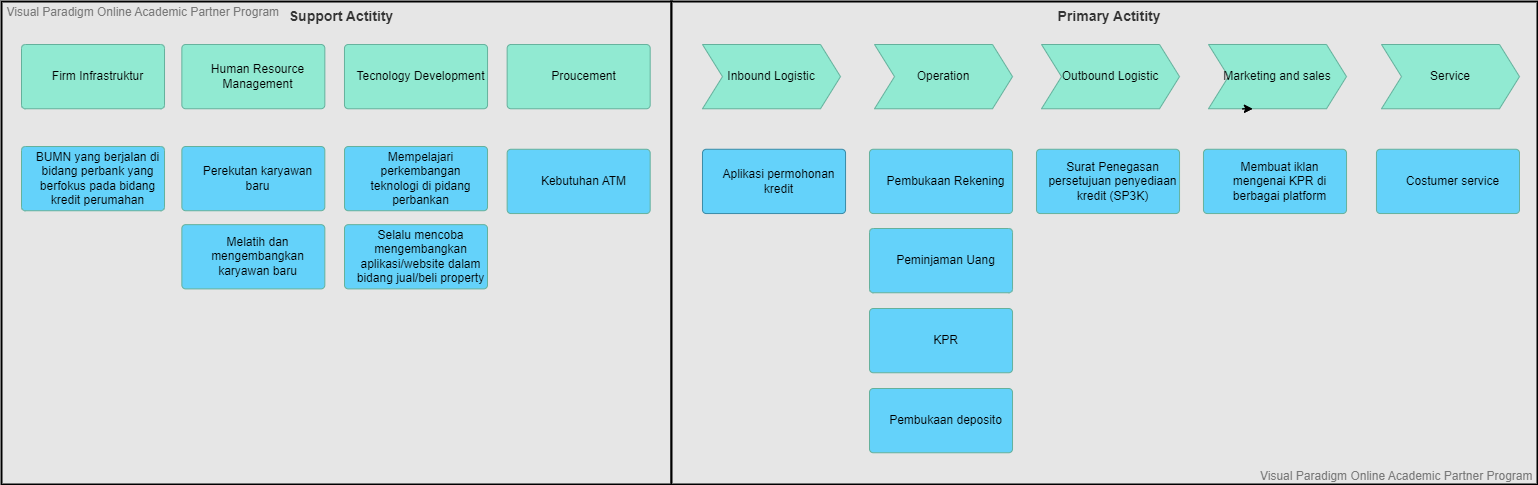 Visual Paradigm Online Academic Partner Program
Support Actitity
Primary Actitity
Firm Infrastruktur
Human Resource
Management
Tecnology Development
Proucement
Inbound Logistic
Operation
Outbound Logistic
Marketing and sales
Service
BUMN yang berjalan di
bidang perbank yang
berfokus pada bidang
kredit perumahan
Perekutan karyawan
baru
Mempelajari
perkembangan
teknologi di pidang
perbankan
Kebutuhan ATM
Aplikasi permohonan
kredit
Pembukaan Rekening
Surat Penegasan
persetujuan penyediaan
kredit (SP3K)
Membuat iklan
mengenai KPR di
berbagai platform
Costumer service
Melatih dan
mengembangkan
karyawan baru
Selalu mencoba
mengembangkan
aplikasi/website dalam
bidang jual/beli property
Peminjaman Uang
KPR
Pembukaan deposito
Visual Paradigm Online Academic Partner Program